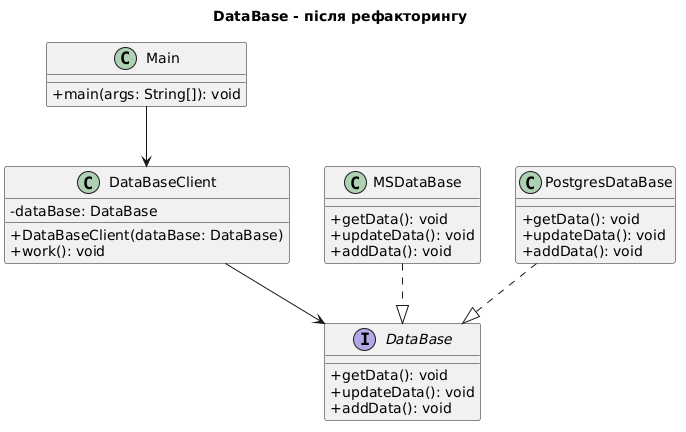 DataBase - після рефакторингу
C Main
+main(args: String[]): void
C DataBaseClient
-dataBase: DataBase
+DataBaseClient(dataBase: DataBase)
+work(): void
C MSDataBase
+getData(): void
+updateData(): void
+addData(): void
C PostgresDataBase
+getData(): void
+updateData(): void
+addData(): void
I DataBase
+getData(): void
+updateData(): void
+addData(): void